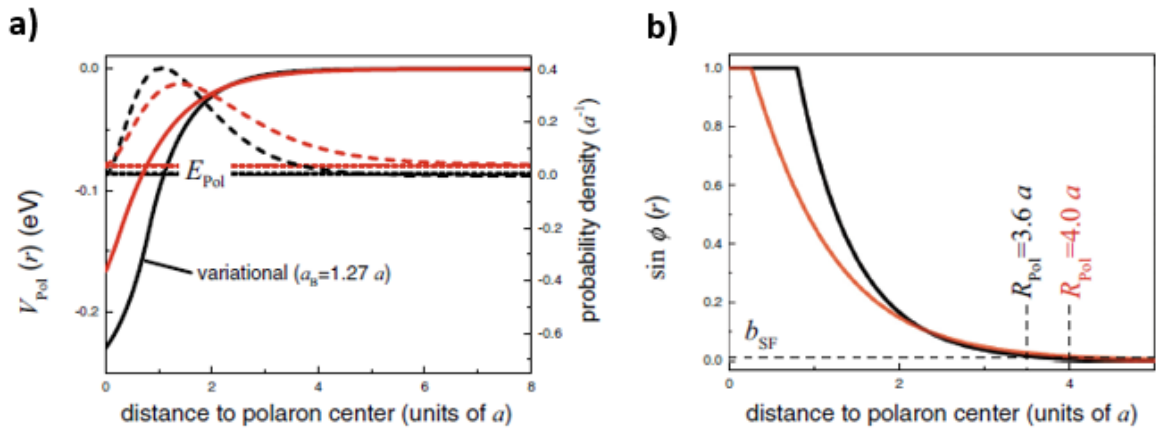 a)
0.0
-0.1
-0.2
V_Pol (r) (eV)
E_Pol
variational (a_B=1.27 a)
0.4
0.2
0.0
-0.2
-0.4
-0.6
probability density (a⁻¹)
0
2
4
6
8
distance to polaron center (units of a)
b)
1.0
0.8
0.6
0.4
0.2
0.0
sin ϕ (r)
b_SF
R_Pol=3.6 a
R_Pol=4.0 a
0
2
4
distance to polaron center (units of a)